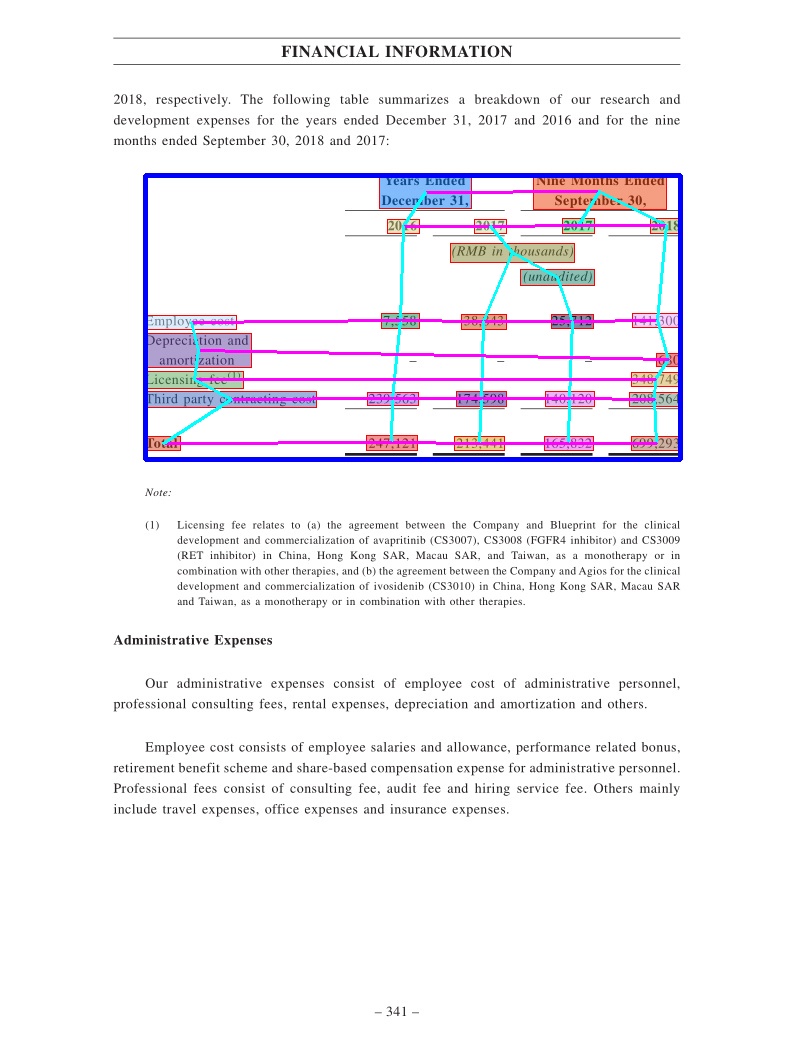 FINANCIAL INFORMATION
2018, respectively. The following table summarizes a breakdown of our research and
development expenses for the years ended December 31, 2017 and 2016 and for the nine
months ended September 30, 2018 and 2017:
Years Ended Nine Months Ended
December 31, September 30,
2016 2017 2017 2018
(RMB in thousands)
(unaudited)
Employee cost 7,558 38,843 25,712 141,300
Depreciation and
amortization – – – 680
Licensing fee(1) 348,749
Third party contracting cost 239,563 174,598 140,120 208,564
Total 247,121 213,441 165,832 699,293
Note:
(1) Licensing fee relates to (a) the agreement between the Company and Blueprint for the clinical
development and commercialization of avapritinib (CS3007), CS3008 (FGFR4 inhibitor) and CS3009
(RET inhibitor) in China, Hong Kong SAR, Macau SAR, and Taiwan, as a monotherapy or in
combination with other therapies, and (b) the agreement between the Company and Agios for the clinical
development and commercialization of ivosidenib (CS3010) in China, Hong Kong SAR, Macau SAR
and Taiwan, as a monotherapy or in combination with other therapies.
Administrative Expenses
Our administrative expenses consist of employee cost of administrative personnel,
professional consulting fees, rental expenses, depreciation and amortization and others.
Employee cost consists of employee salaries and allowance, performance related bonus,
retirement benefit scheme and share-based compensation expense for administrative personnel.
Professional fees consist of consulting fee, audit fee and hiring service fee. Others mainly
include travel expenses, office expenses and insurance expenses.
– 341 –